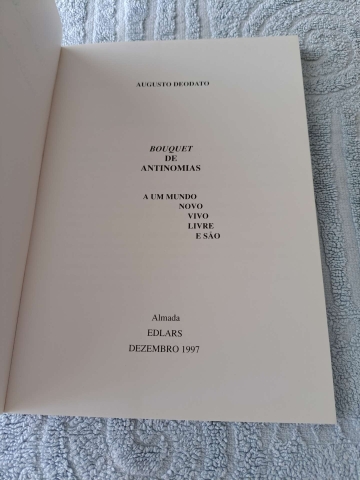 AUGUSTO DEODATO
BOUQUET
DE
ANTINOMIAS
A UM MUNDO
NOVO
VIVO
LIVRE
E SÃO
Almada
EDLARS
DEZEMBRO 1997